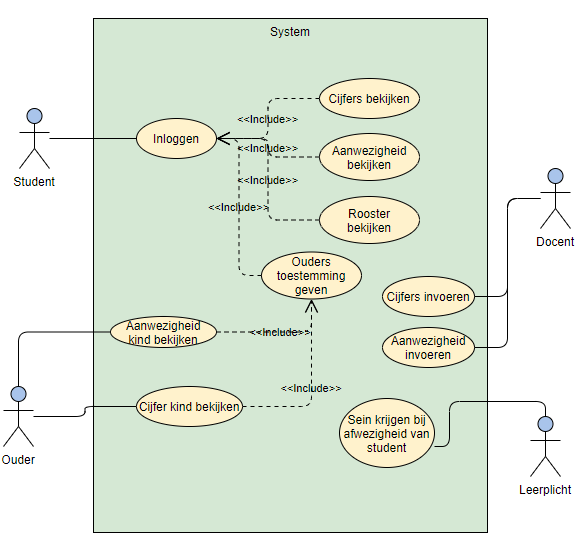 System
Cijfers bekijken
<<Include>>
Inloggen
Aanwezigheid
bekijken
<<Include>>
Student
<<Include>>
<<Include>>
Rooster
bekijken
Docent
Ouders
toestemming
geven
Cijfers invoeren
Aanwezigheid
kind bekijken
<<Include>>
Aanwezigheid
invoeren
<<Include>>
Cijfer kind bekijken
Sein krijgen bij
afwezigheid van
student
Ouder
Leerplicht